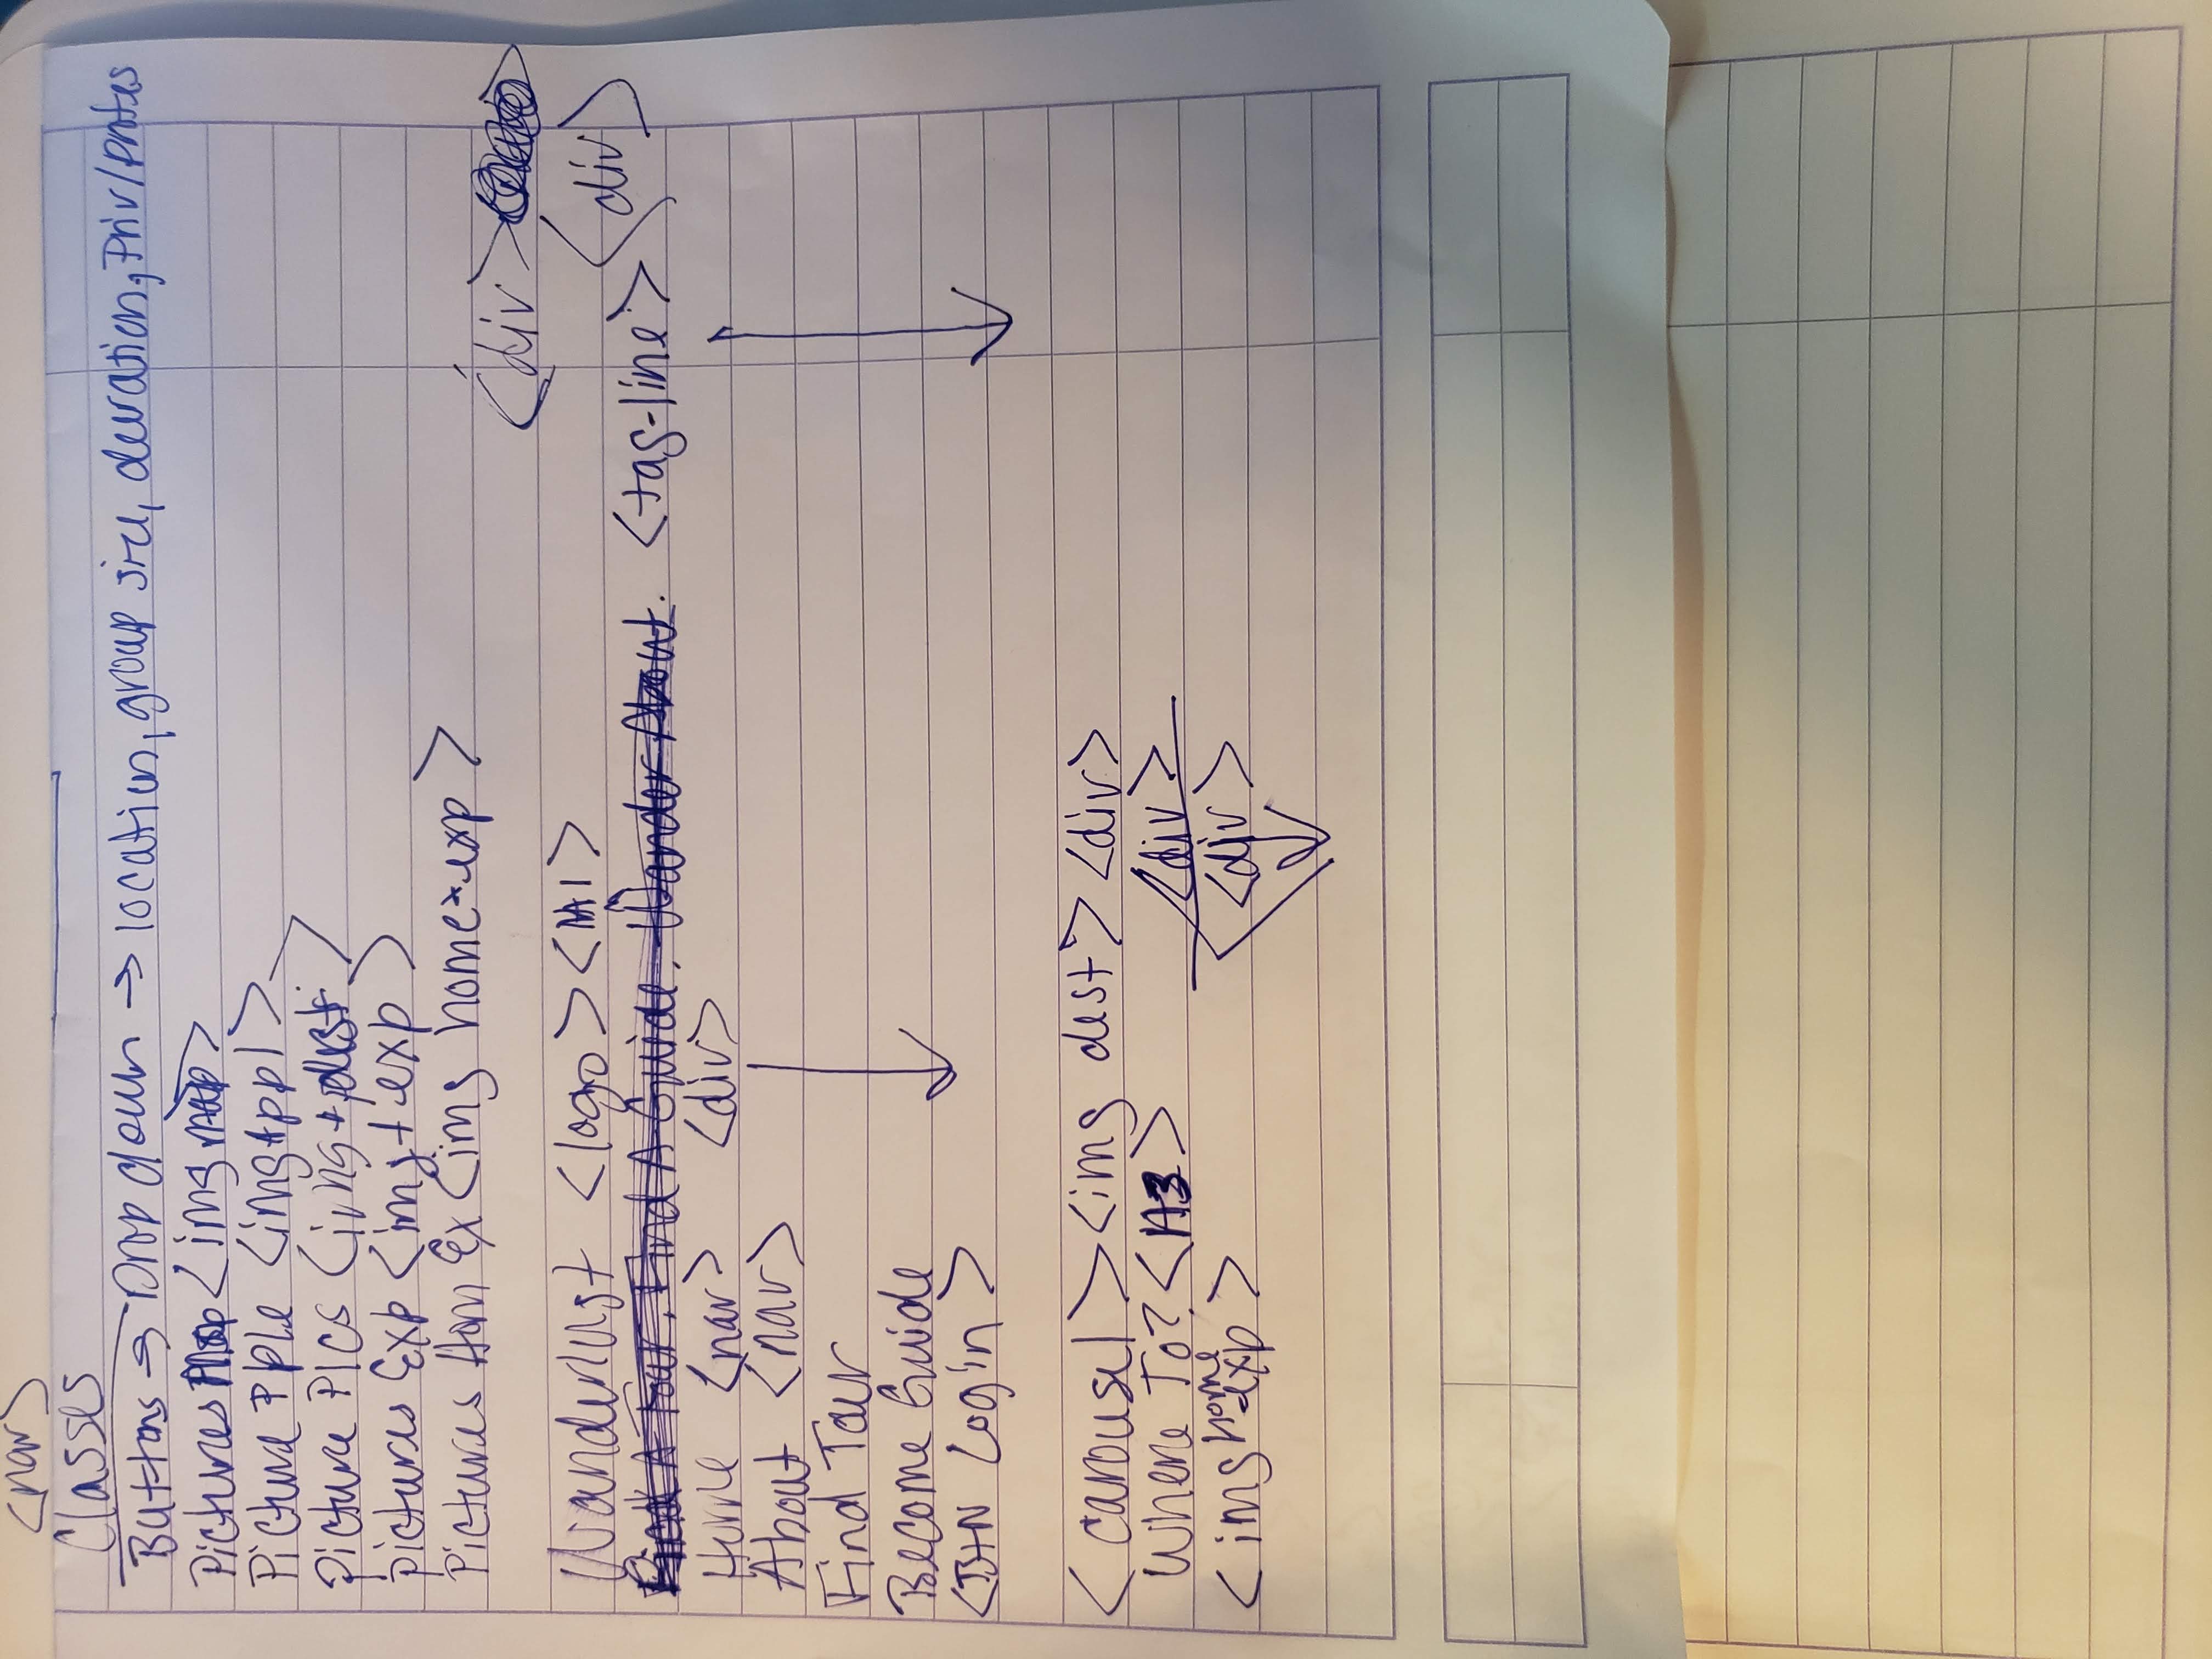 <nav>
Classes
Buttons → Drop down → location, group size, duration, Priv/
Pictures Map <img map>
Picture Pple <img+ppl>
Picture Pics <img+dest>
Pictures Exp <img+exp>
Pictures Hom Ex <img home-exp>
<div>
Wanderlust <logo> <H1>
Find A Tour. Find A Guide. Wander About. <tag-line> <div>
Home <nav> <div>
About <nav>
Find Tour
Become Guide
<BtN Login>
<carousel> <img dest> <div>
Where To? <H3> <div>
<img home-exp> <div>